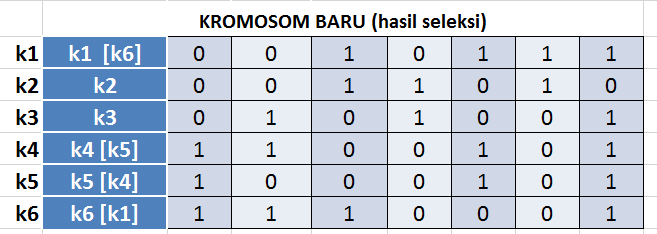 KROMOSOM BARU (hasil seleksi)
k1 k1 [k6] 0 0 1 0 1 1 1
k2 k2 0 0 1 1 0 1 0
k3 k3 0 1 0 1 0 0 1
k4 k4 [k5] 1 1 0 0 1 0 1
k5 k5 [k4] 1 0 0 0 1 0 1
k6 k6 [k1] 1 1 1 0 0 0 1